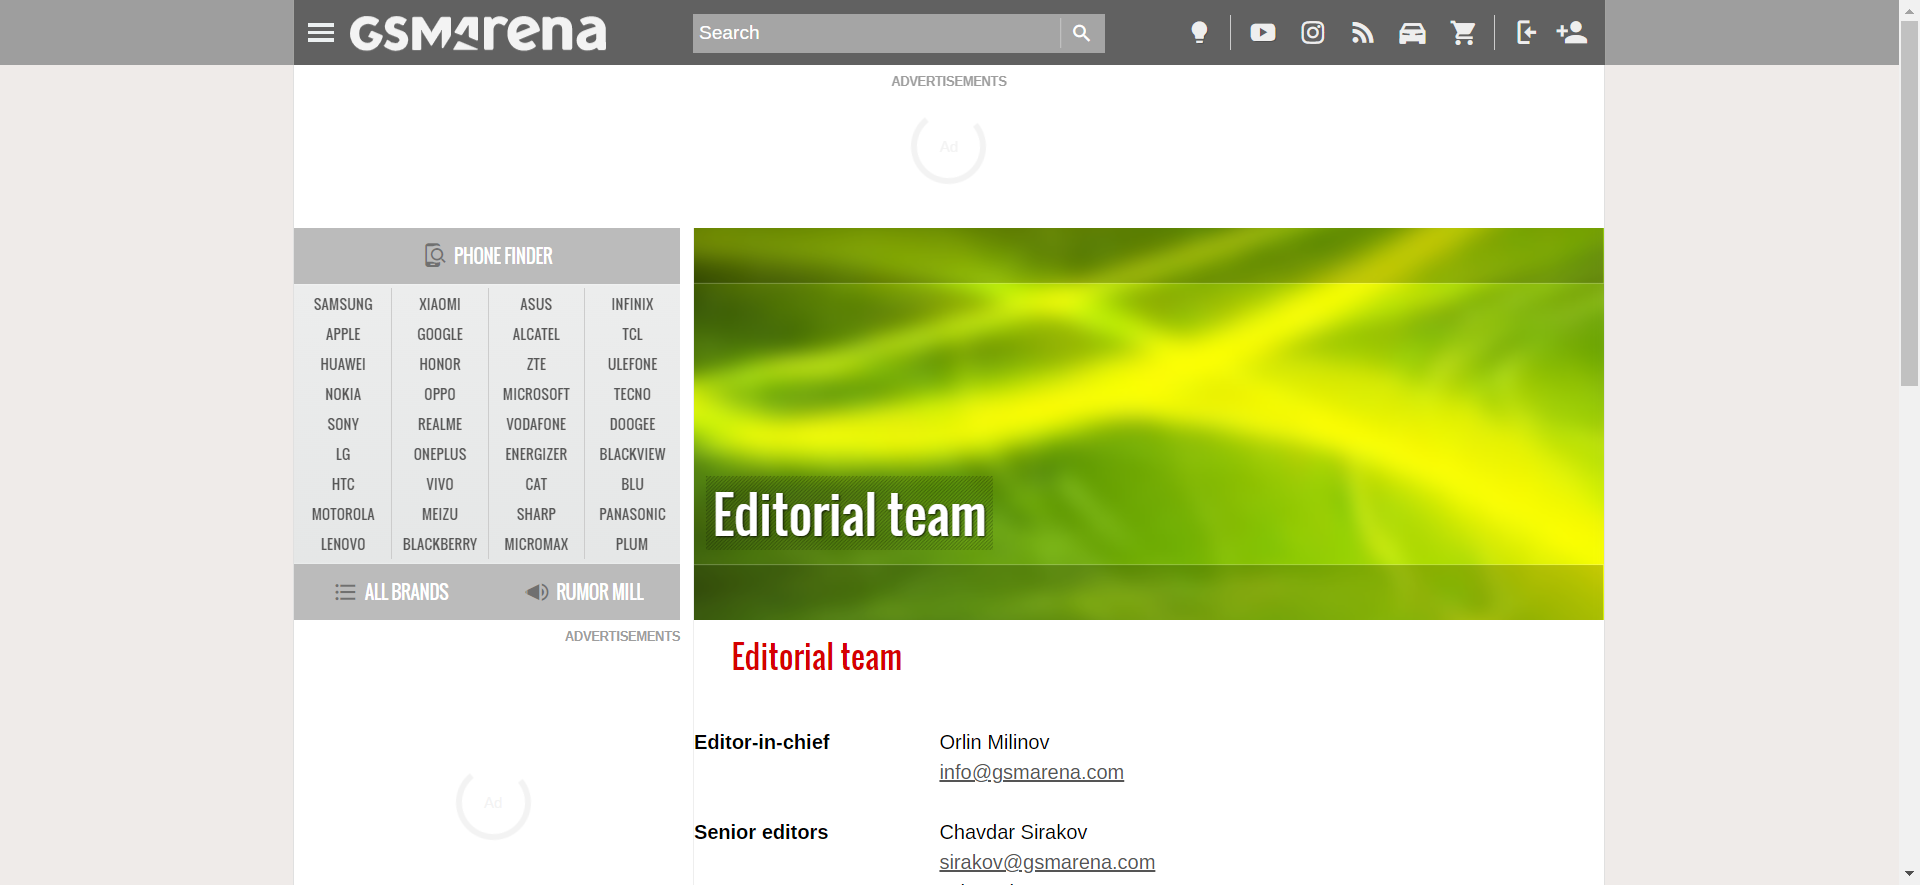 GSMarena
Search
ADVERTISEMENTS
Ad
PHONE FINDER
SAMSUNG XIAOMI ASUS INFINIX
APPLE GOOGLE ALCATEL TCL
HUAWEI HONOR ZTE ULEFONE
NOKIA OPPO MICROSOFT TECNO
SONY REALME VODAFONE DOOGEE
LG ONEPLUS ENERGIZER BLACKVIEW
HTC VIVO CAT BLU
MOTOROLA MEIZU SHARP PANASONIC
LENOVO BLACKBERRY MICROMAX PLUM
ALL BRANDS RUMOR MILL
ADVERTISEMENTS
Ad
Editorial team
Editorial team
Editor-in-chief Orlin Milinov
info@gsmarena.com
Senior editors Chavdar Sirakov
sirakov@gsmarena.com